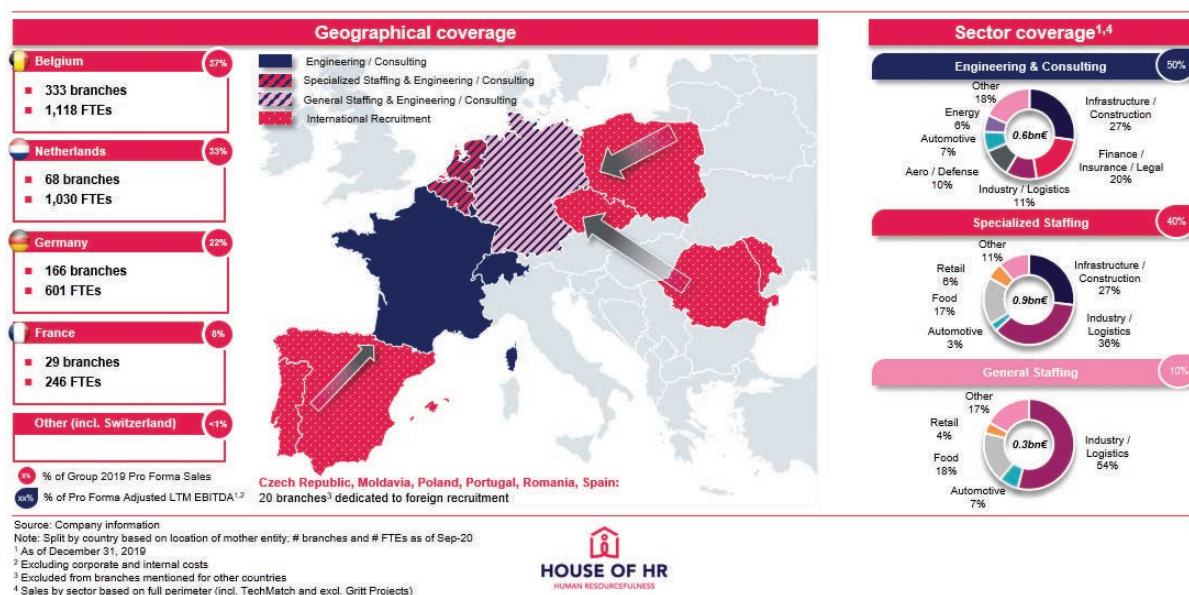 Geographical coverage
Belgium
37%
333 branches
1,118 FTEs
Netherlands
33%
68 branches
1,030 FTEs
Germany
22%
166 branches
601 FTEs
France
8%
29 branches
246 FTEs
Other (incl. Switzerland)
<1%
x% % of Group 2019 Pro Forma Sales
xx% % of Pro Forma Adjusted LTM EBITDA1,2
Engineering / Consulting
Specialized Staffing & Engineering / Consulting
General Staffing & Engineering / Consulting
International Recruitment
Czech Republic, Moldavia, Poland, Portugal, Romania, Spain:
20 branches3 dedicated to foreign recruitment
Sector coverage1,4
Engineering & Consulting
50%
Other
18%
Energy
6%
Automotive
7%
Aero / Defense
10%
Industry / Logistics
11%
0.6bn€
Infrastructure /
Construction
27%
Finance /
Insurance / Legal
20%
Specialized Staffing
40%
Other
11%
Retail
6%
Food
17%
Automotive
3%
0.9bn€
Infrastructure /
Construction
27%
Industry /
Logistics
36%
General Staffing
10%
Other
17%
Retail
4%
Food
18%
Automotive
7%
0.3bn€
Industry /
Logistics
54%
Source: Company information
Note: Split by country based on location of mother entity; # branches and # FTEs as of Sep-20
1 As of December 31, 2019
2 Excluding corporate and internal costs
3 Excluded from branches mentioned for other countries
4 Sales by sector based on full perimeter (incl. TechMatch and excl. Gritt Projects)
HOUSE OF HR
HUMAN RESOURCEFULNESS